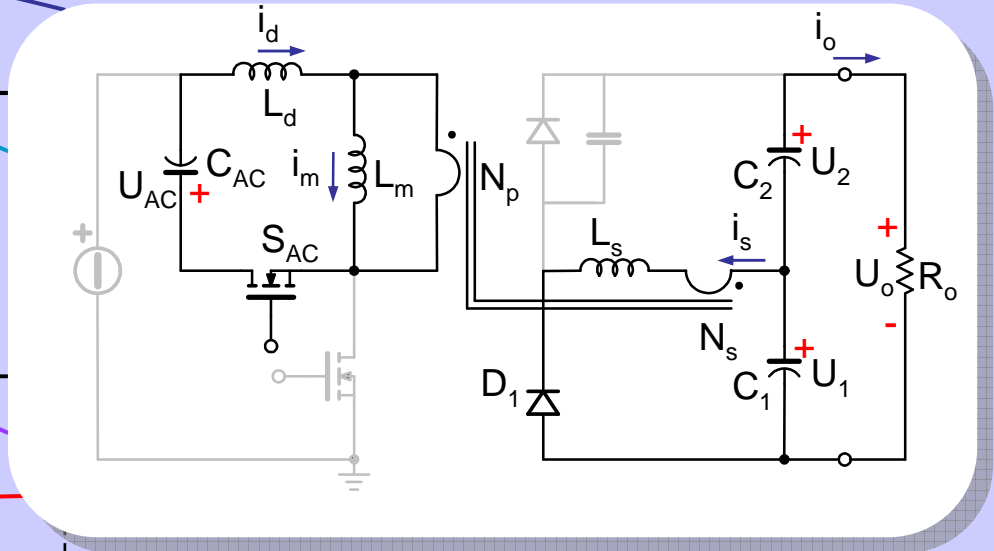 i_d
i_o
L_d
+
C_AC
U_AC
+
i_m
L_m
N_p
C_2
U_2
+
S_AC
L_s
i_s
+
U_o
R_o
-
N_s
D_1
C_1
+
U_1